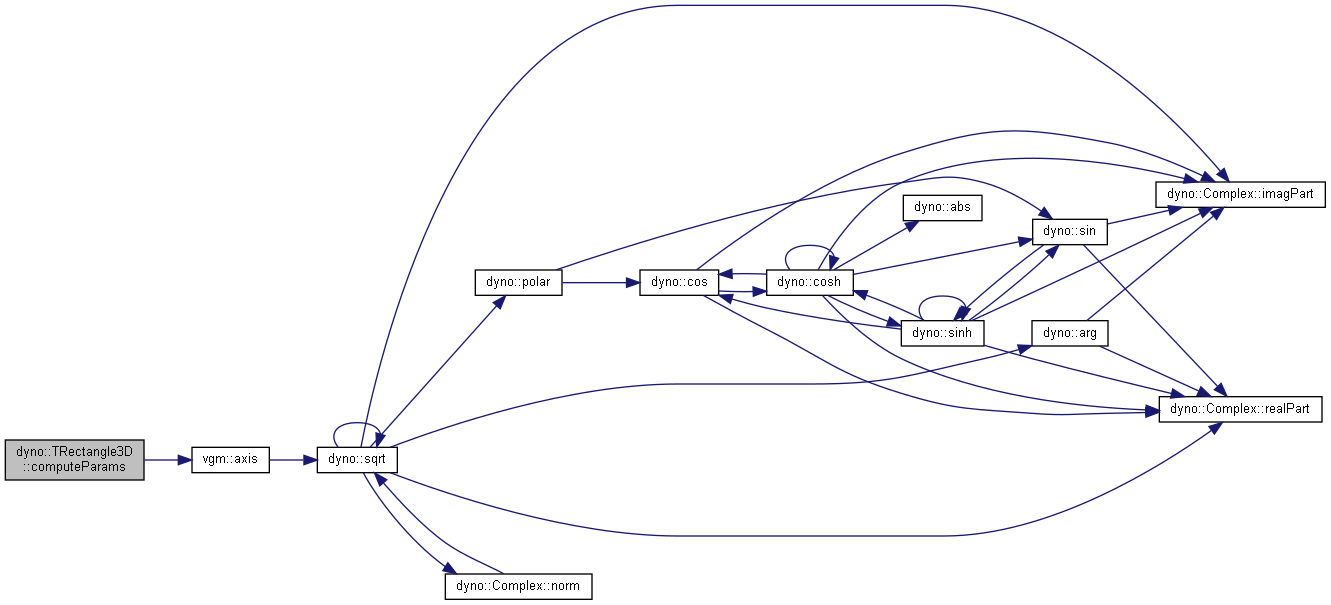 dyno::TRectangle3D
::computeParams
vgm::axis
dyno::sqrt
dyno::polar
dyno::Complex::norm
dyno::cos
dyno::cosh
dyno::abs
dyno::sinh
dyno::sin
dyno::arg
dyno::Complex::imagPart
dyno::Complex::realPart